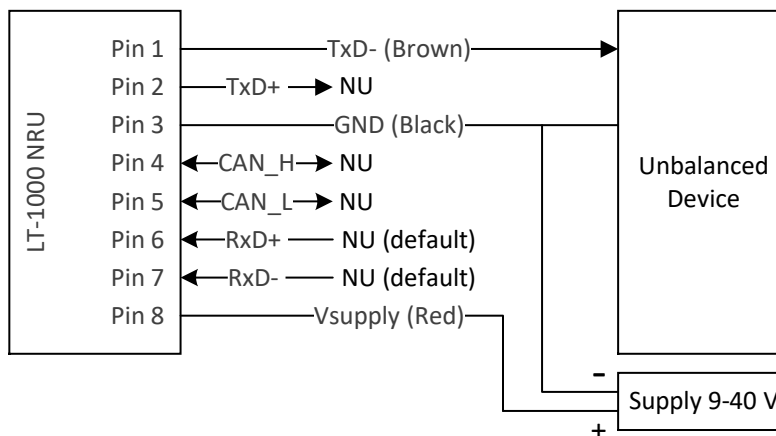 LT-1000 NRU
Pin 1 TxD- (Brown)
Pin 2 TxD+ NU
Pin 3 GND (Black)
Pin 4 CAN_H NU
Pin 5 CAN_L NU
Pin 6 RxD+ NU (default)
Pin 7 RxD- NU (default)
Pin 8 Vsupply (Red)
Unbalanced
Device
-
Supply 9-40 V
+